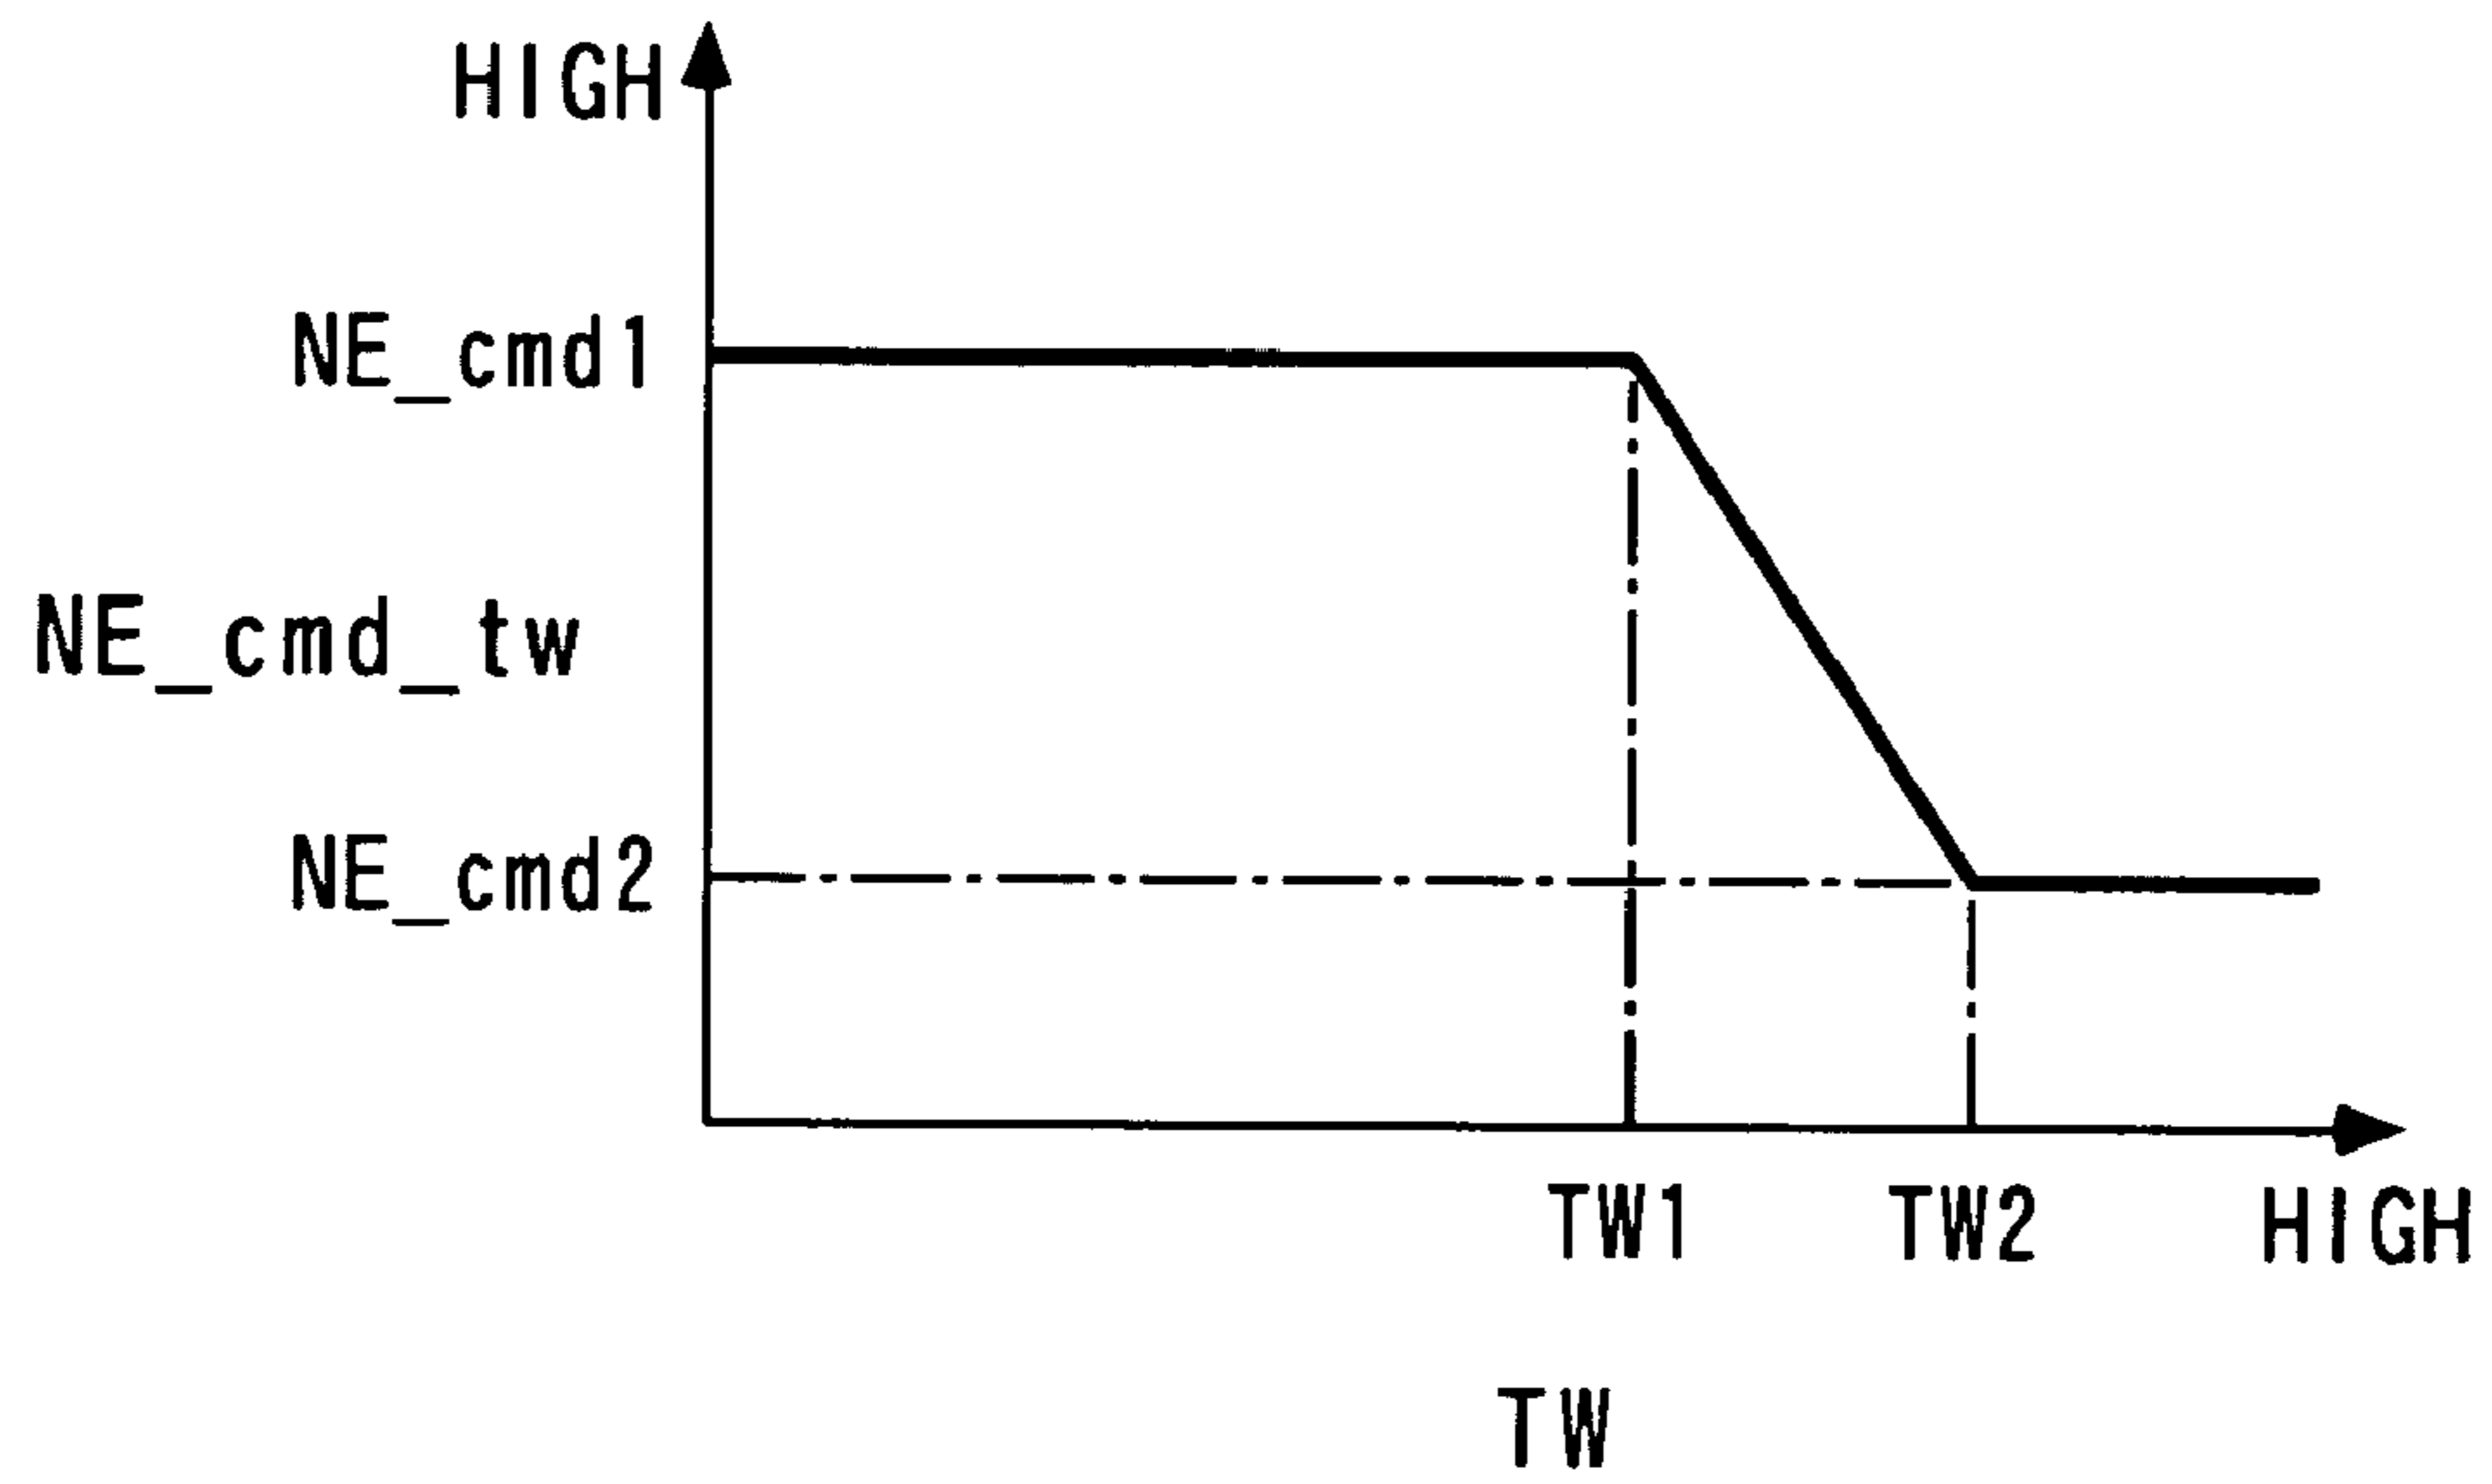 HIGH
NE_cmd1
NE_cmd_tw
NE_cmd2
TW1 TW2 HIGH
TW